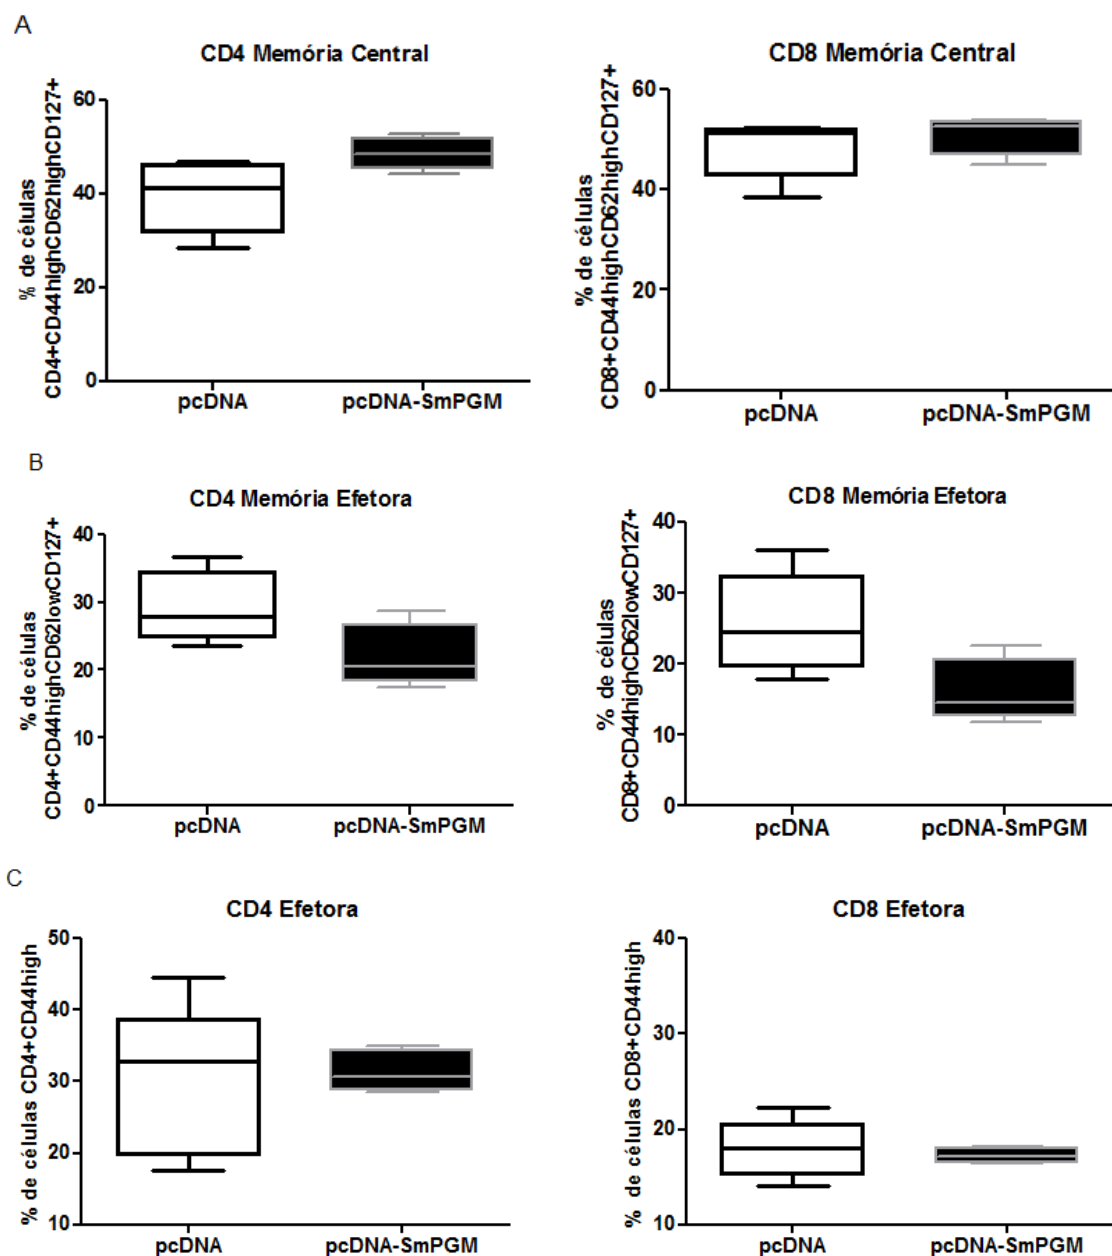 A
CD4 Memória Central
% de células
CD4+CD44highCD62highCD127+
60
40
20
0
pcDNA
pcDNA-SmPGM
CD8 Memória Central
% de células
CD8+CD44highCD62highCD127+
60
40
20
0
pcDNA
pcDNA-SmPGM
B
CD4 Memória Efetora
% de células
CD4+CD44highCD62lowCD127+
40
30
20
10
0
pcDNA
pcDNA-SmPGM
CD8 Memória Efetora
% de células
CD8+CD44highCD62lowCD127+
40
30
20
10
0
pcDNA
pcDNA-SmPGM
C
CD4 Efetora
% de células CD4+CD44high
50
40
30
20
10
pcDNA
pcDNA-SmPGM
CD8 Efetora
% de células CD8+CD44high
40
30
20
10
pcDNA
pcDNA-SmPGM